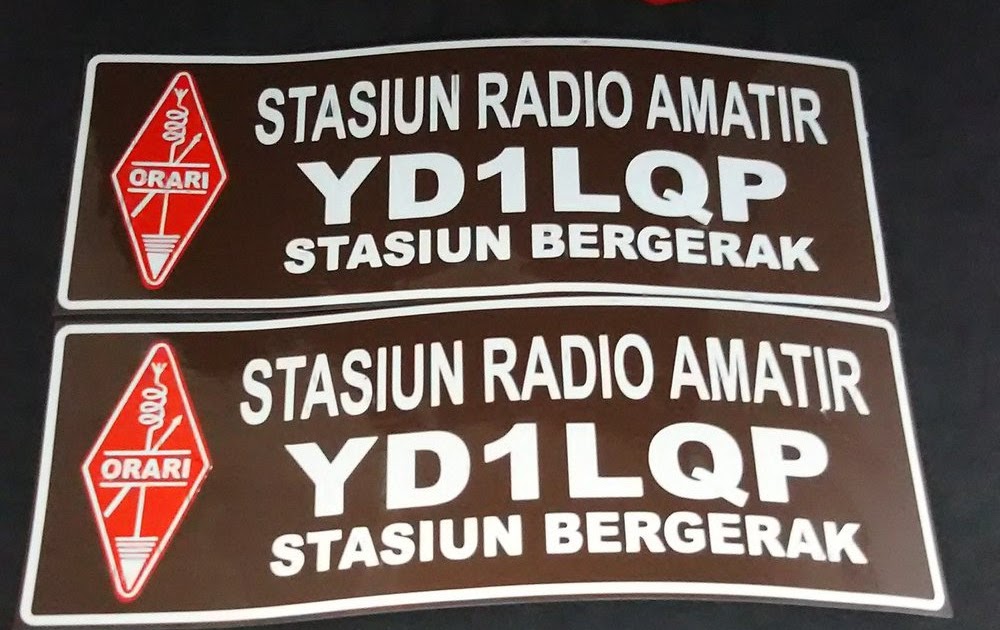 STASIUN RADIO AMATIR
ORARI
YD1LQP
STASIUN BERGERAK
STASIUN RADIO AMATIR
ORARI
YD1LQP
STASIUN BERGERAK